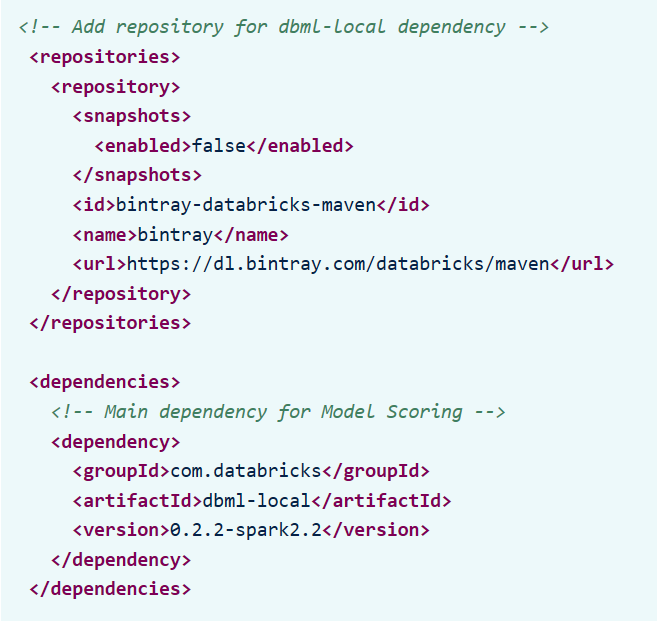 <!-- Add repository for dbml-local dependency -->
<repositories>
<repository>
<snapshots>
<enabled>false</enabled>
</snapshots>
<id>bintray-databricks-maven</id>
<name>bintray</name>
<url>https://dl.bintray.com/databricks/maven</url>
</repository>
</repositories>
<dependencies>
<!-- Main dependency for Model Scoring -->
<dependency>
<groupId>com.databricks</groupId>
<artifactId>dbml-local</artifactId>
<version>0.2.2-spark2.2</version>
</dependency>
</dependencies>